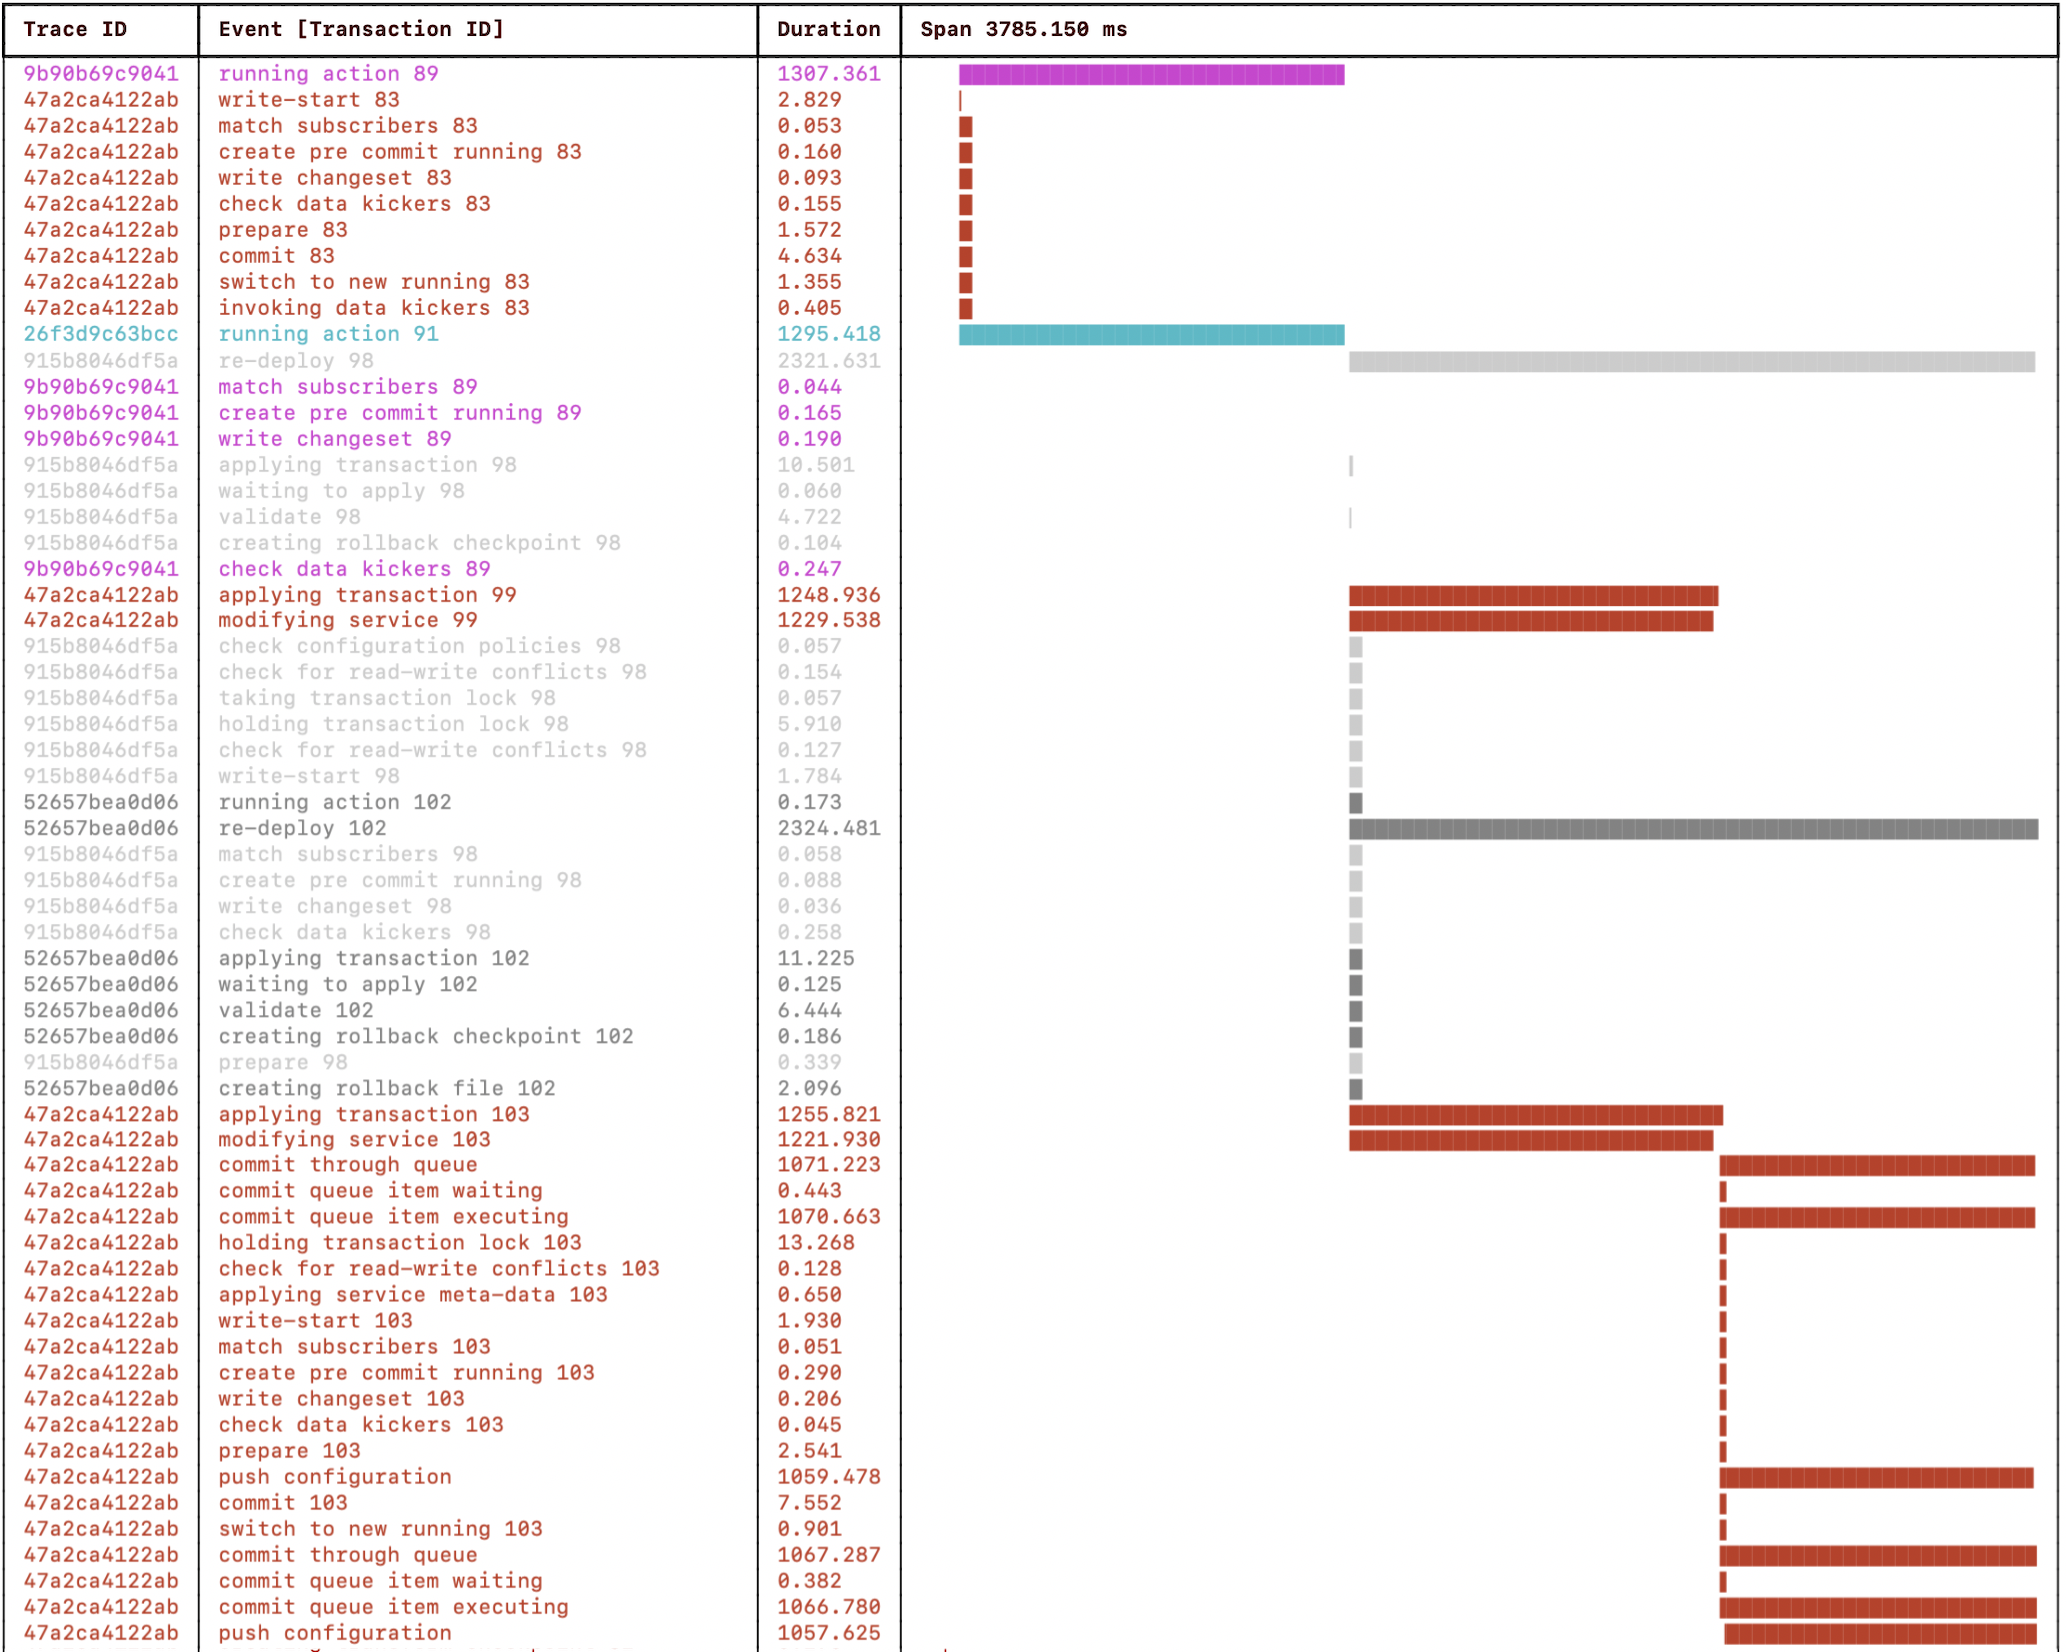 Trace ID Event [Transaction ID] Duration Span 3785.150 ms
9b90b69c9041 running action 89 1307.361
47a2ca4122ab write-start 83 2.829
47a2ca4122ab match subscribers 83 0.053
47a2ca4122ab create pre commit running 83 0.160
47a2ca4122ab write changeset 83 0.093
47a2ca4122ab check data kickers 83 0.155
47a2ca4122ab prepare 83 1.572
47a2ca4122ab commit 83 4.634
47a2ca4122ab switch to new running 83 1.355
47a2ca4122ab invoking data kickers 83 0.405
26f3d9c63bcc running action 91 1295.418
915b8046df5a re-deploy 98 2321.631
9b90b69c9041 match subscribers 89 0.044
9b90b69c9041 create pre commit running 89 0.165
9b90b69c9041 write changeset 89 0.190
915b8046df5a applying transaction 98 10.501
915b8046df5a waiting to apply 98 0.060
915b8046df5a validate 98 4.722
915b8046df5a creating rollback checkpoint 98 0.104
9b90b69c9041 check data kickers 89 0.247
47a2ca4122ab applying transaction 99 1248.936
47a2ca4122ab modifying service 99 1229.538
915b8046df5a check configuration policies 98 0.057
915b8046df5a check for read-write conflicts 98 0.154
915b8046df5a taking transaction lock 98 0.057
915b8046df5a holding transaction lock 98 5.910
915b8046df5a check for read-write conflicts 98 0.127
915b8046df5a write-start 98 1.784
52657bea0d06 running action 102 0.173
52657bea0d06 re-deploy 102 2324.481
915b8046df5a match subscribers 98 0.058
915b8046df5a create pre commit running 98 0.088
915b8046df5a write changeset 98 0.036
915b8046df5a check data kickers 98 0.258
52657bea0d06 applying transaction 102 11.225
52657bea0d06 waiting to apply 102 0.125
52657bea0d06 validate 102 6.444
52657bea0d06 creating rollback checkpoint 102 0.186
915b8046df5a prepare 98 0.339
52657bea0d06 creating rollback file 102 2.096
47a2ca4122ab applying transaction 103 1255.821
47a2ca4122ab modifying service 103 1221.930
47a2ca4122ab commit through queue 1071.223
47a2ca4122ab commit queue item waiting 0.443
47a2ca4122ab commit queue item executing 1070.663
47a2ca4122ab holding transaction lock 103 13.268
47a2ca4122ab check for read-write conflicts 103 0.128
47a2ca4122ab applying service meta-data 103 0.650
47a2ca4122ab write-start 103 1.930
47a2ca4122ab match subscribers 103 0.051
47a2ca4122ab create pre commit running 103 0.290
47a2ca4122ab write changeset 103 0.206
47a2ca4122ab check data kickers 103 0.045
47a2ca4122ab prepare 103 2.541
47a2ca4122ab push configuration 1059.478
47a2ca4122ab commit 103 7.552
47a2ca4122ab switch to new running 103 0.901
47a2ca4122ab commit through queue 1067.287
47a2ca4122ab commit queue item waiting 0.382
47a2ca4122ab commit queue item executing 1066.780
47a2ca4122ab push configuration 1057.625